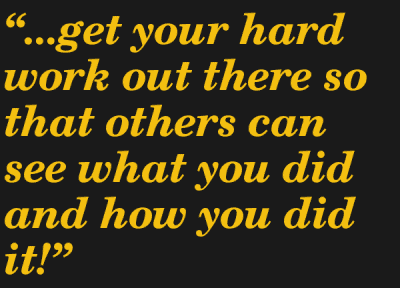 “...get your hard
work out there so
that others can
see what you did
and how you did
it!”